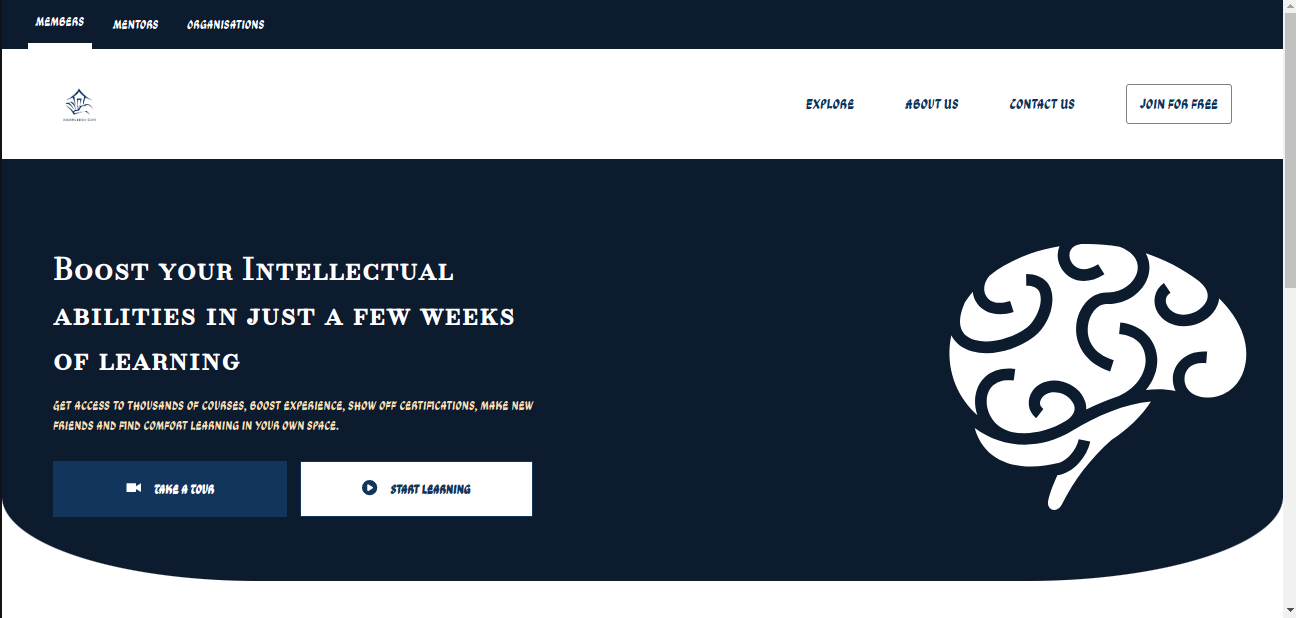 MEMBERS MENTORS ORGANISATIONS
EXPLORE ABOUT US CONTACT US JOIN FOR FREE
Boost your Intellectual
abilities in just a few weeks
of learning
GET ACCESS TO THOUSANDS OF COURSES, BOOST EXPERIENCE, SHOW OFF CERTIFICATIONS, MAKE NEW
FRIENDS AND FIND COMFORT LEARNING IN YOUR OWN SPACE.
TAKE A TOUR START LEARNING